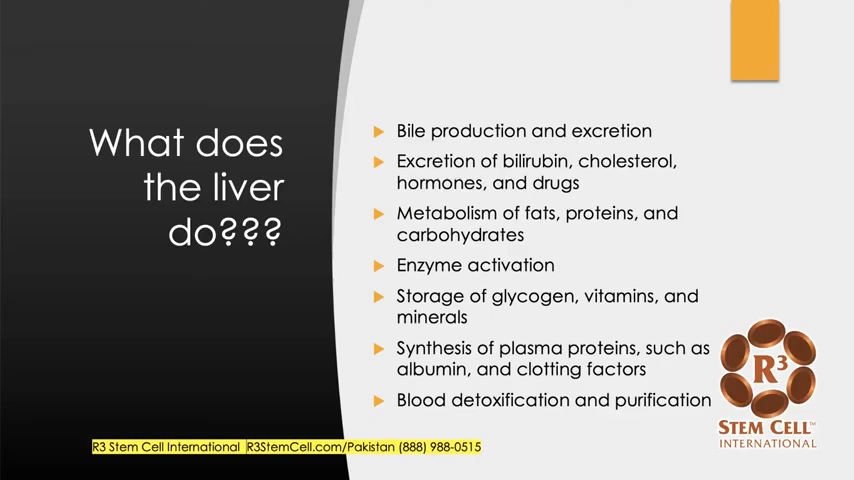 What does
the liver
do???
Bile production and excretion
Excretion of bilirubin, cholesterol,
hormones, and drugs
Metabolism of fats, proteins, and
carbohydrates
Enzyme activation
Storage of glycogen, vitamins, and
minerals
Synthesis of plasma proteins, such as
albumin, and clotting factors
Blood detoxification and purification
R3
STEM CELL™
INTERNATIONAL
R3 Stem Cell International R3StemCell.com/Pakistan (888) 988-0515